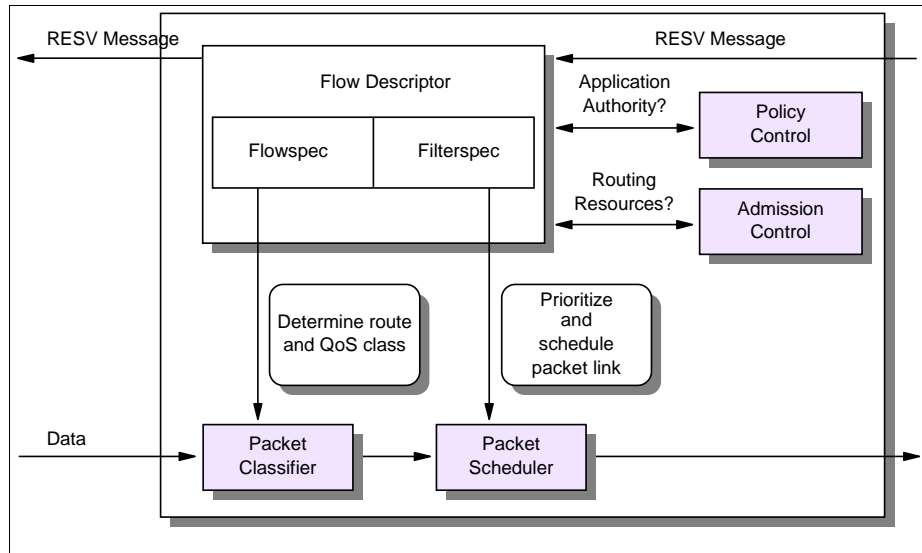 RESV Message
RESV Message
Flow Descriptor
Application
Authority?
Policy
Control
Flowspec
Filterspec
Routing
Resources?
Admission
Control
Determine route
and QoS class
Prioritize
and
schedule
packet link
Data
Packet
Classifier
Packet
Scheduler